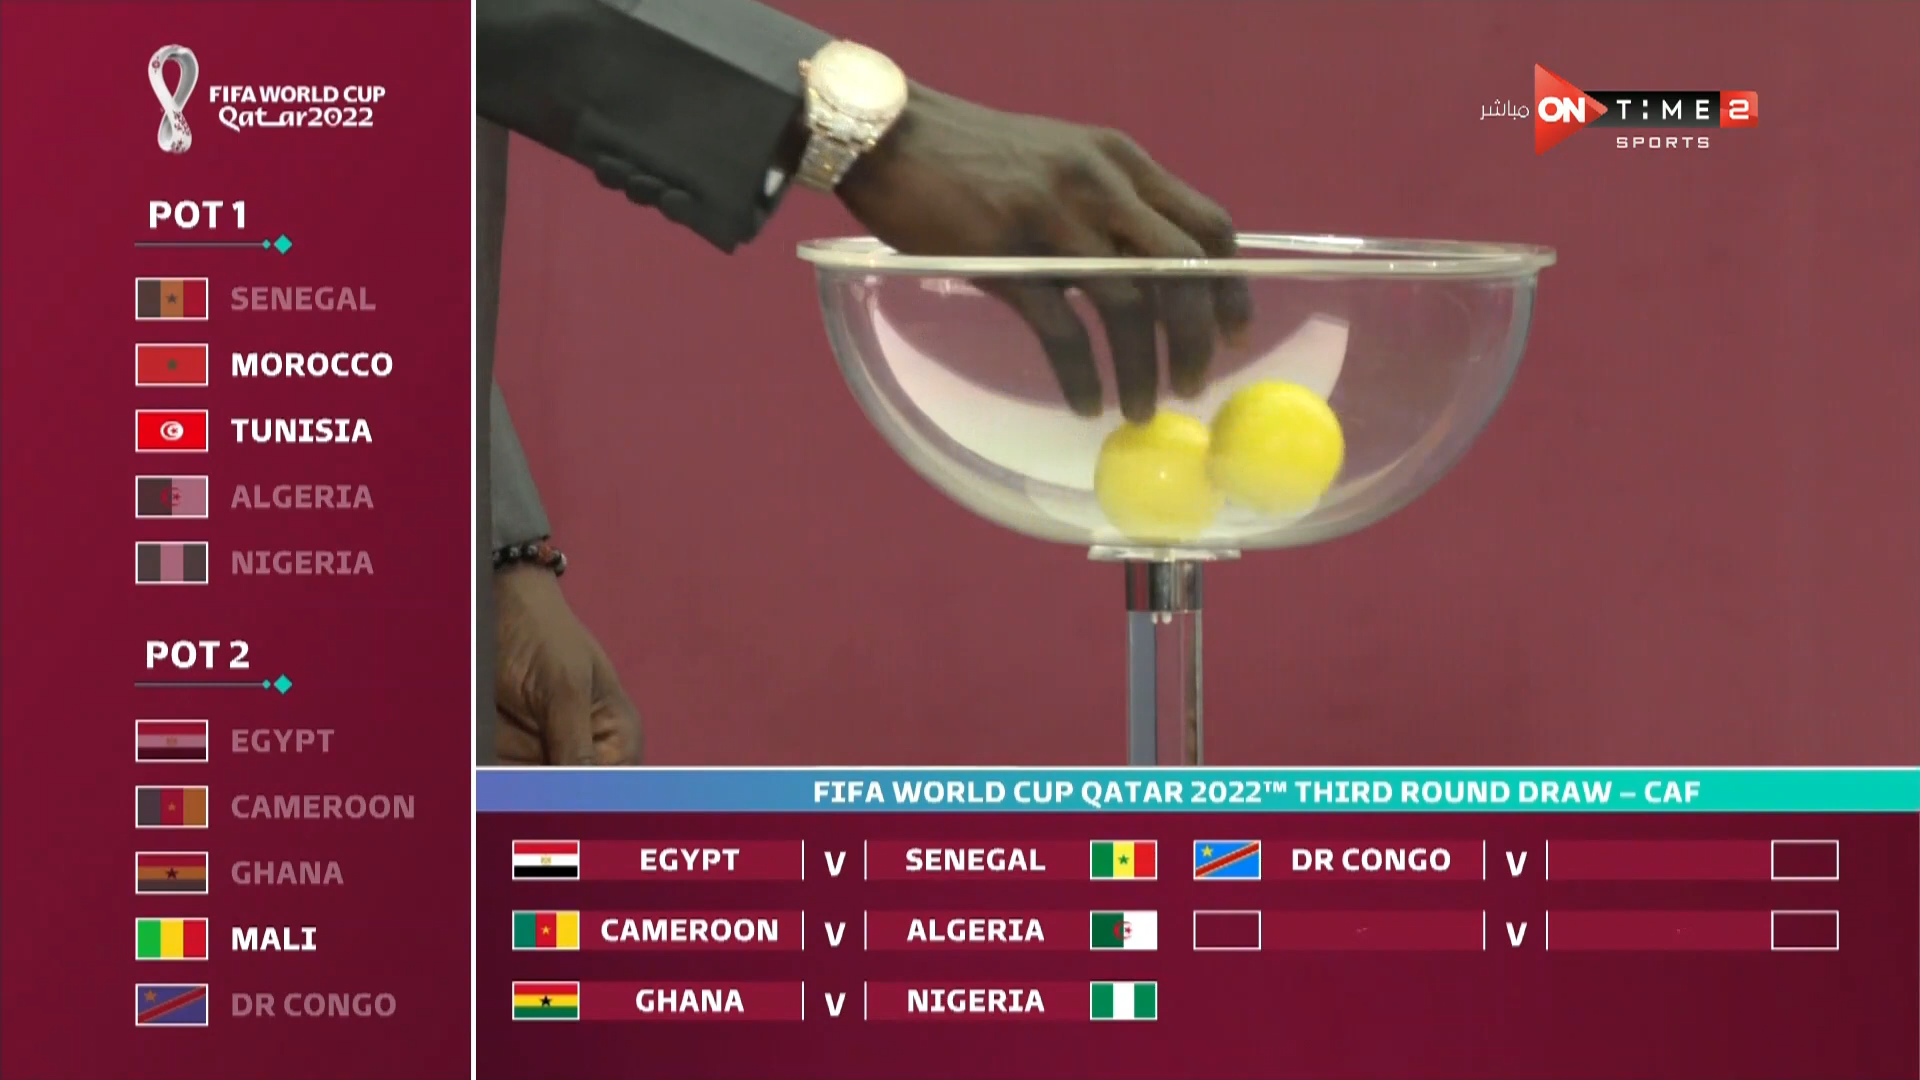 FIFA WORLD CUP
Qatar2022
POT 1
SENEGAL
MOROCCO
TUNISIA
ALGERIA
NIGERIA
POT 2
EGYPT
CAMEROON
GHANA
MALI
DR CONGO
مباشر ON TIME 2
SPORTS
FIFA WORLD CUP QATAR 2022™ THIRD ROUND DRAW – CAF
EGYPT V SENEGAL
CAMEROON V ALGERIA
GHANA V NIGERIA
DR CONGO V
V